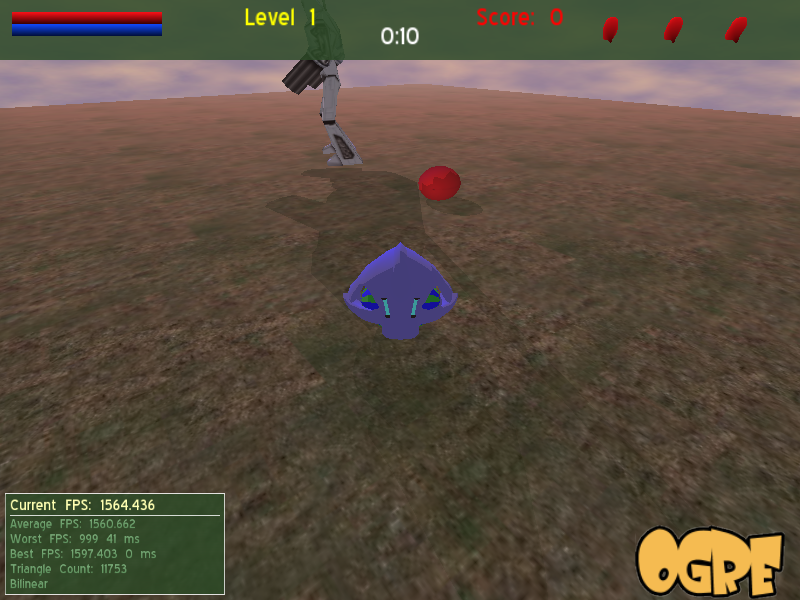 Level 1
Score: 0
0:10
Current FPS: 1564.436
Average FPS: 1560.662
Worst FPS: 999 41 ms
Best FPS: 1597.403 0 ms
Triangle Count: 11753
Bilinear
OGRE